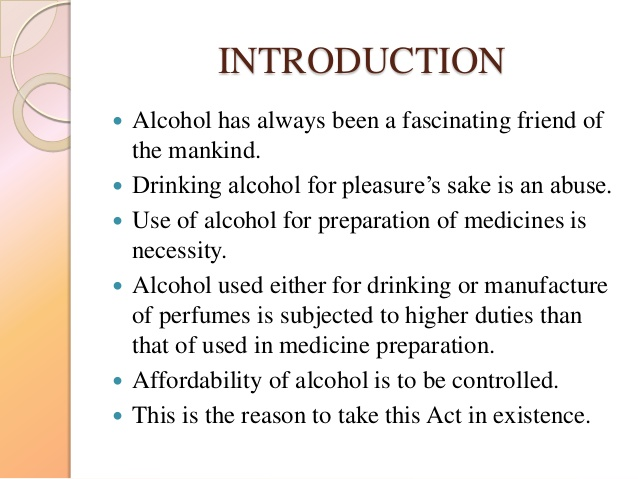 INTRODUCTION
• Alcohol has always been a fascinating friend of
the mankind.
• Drinking alcohol for pleasure’s sake is an abuse.
• Use of alcohol for preparation of medicines is
necessity.
• Alcohol used either for drinking or manufacture
of perfumes is subjected to higher duties than
that of used in medicine preparation.
• Affordability of alcohol is to be controlled.
• This is the reason to take this Act in existence.